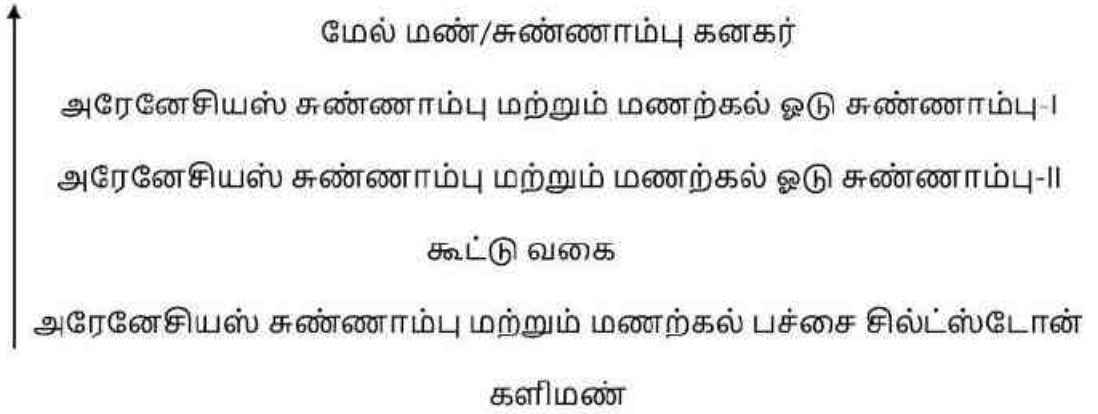 மேல் மண்/சுண்ணாம்பு கனகர்
அரேனேசியஸ் சுண்ணாம்பு மற்றும் மணற்கல் ஓடு சுண்ணாம்பு-I
அரேனேசியஸ் சுண்ணாம்பு மற்றும் மணற்கல் ஓடு சுண்ணாம்பு-II
கூட்டு வகை
அரேனேசியஸ் சுண்ணாம்பு மற்றும் மணற்கல் பச்சை சில்ட்ஸ்டோன்
களிமண்